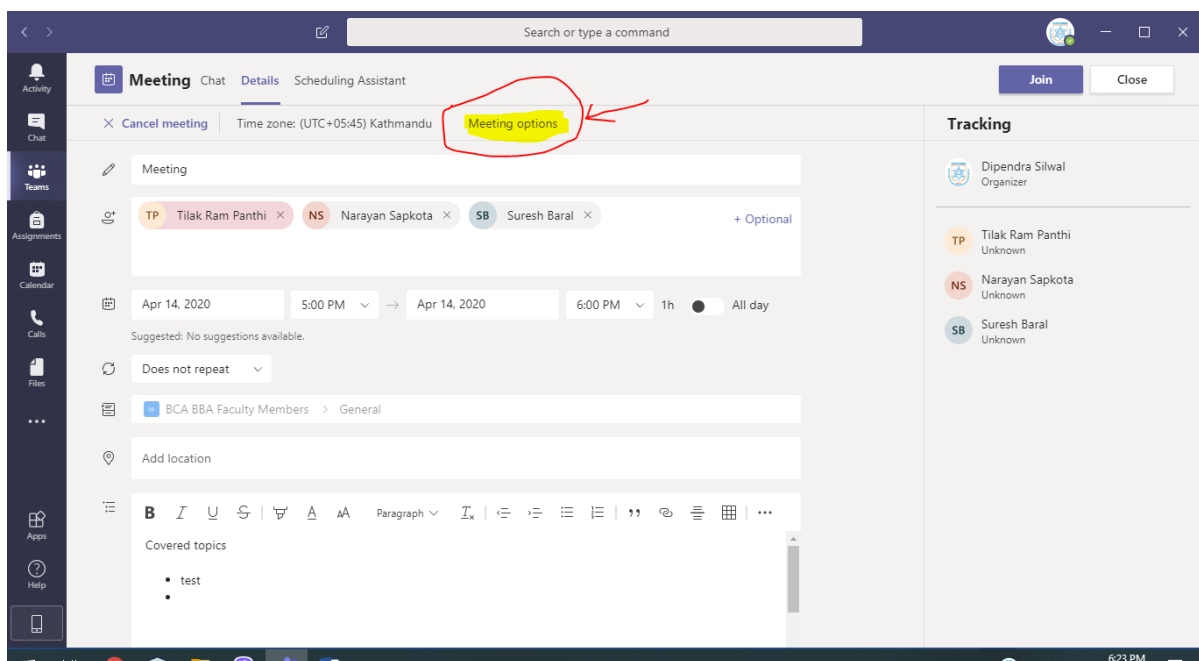 Search or type a command
Activity
Chat
Teams
Assignments
Calendar
Calls
Files
Apps
Help
Meeting Chat Details Scheduling Assistant
Join Close
Cancel meeting Time zone: (UTC+05:45) Kathmandu Meeting options
Meeting
TP Tilak Ram Panthi × NS Narayan Sapkota × SB Suresh Baral ×
+ Optional
Apr 14, 2020 5:00 PM → Apr 14, 2020 6:00 PM 1h All day
Suggested: No suggestions available.
Does not repeat
BCA BBA Faculty Members > General
Add location
B I U S A AA Paragraph Tx
Covered topics
• test
•
Tracking
Dipendra Silwal
Organizer
TP Tilak Ram Panthi
Unknown
NS Narayan Sapkota
Unknown
SB Suresh Baral
Unknown
6:23 PM